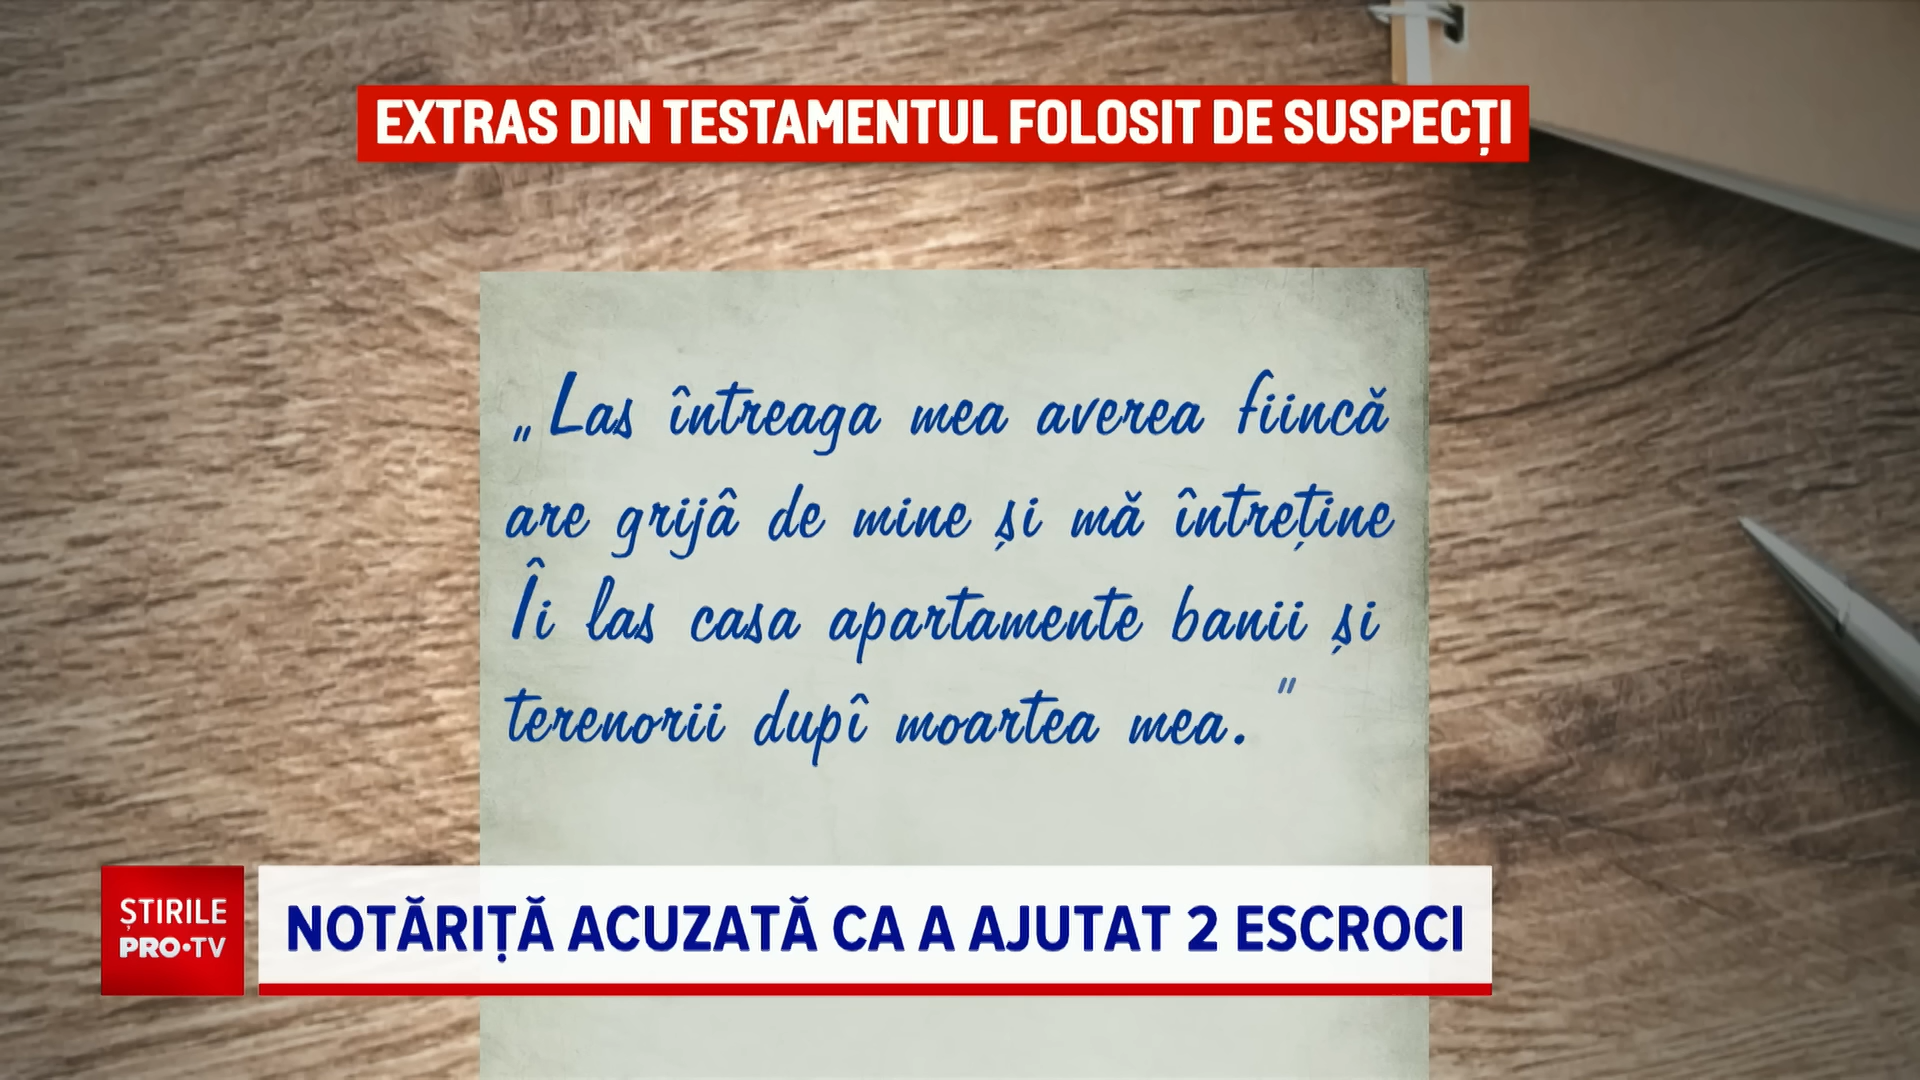 EXTRAS DIN TESTAMENTUL FOLOSIT DE SUSPECȚI
„Las întreaga mea averea fiincă
are grijâ de mine și mă întreține
Îi las casa apartamente banii și
terenorii dupî moartea mea."
ȘTIRILE
PRO•TV
NOTĂRIȚĂ ACUZATĂ CA A AJUTAT 2 ESCROCI